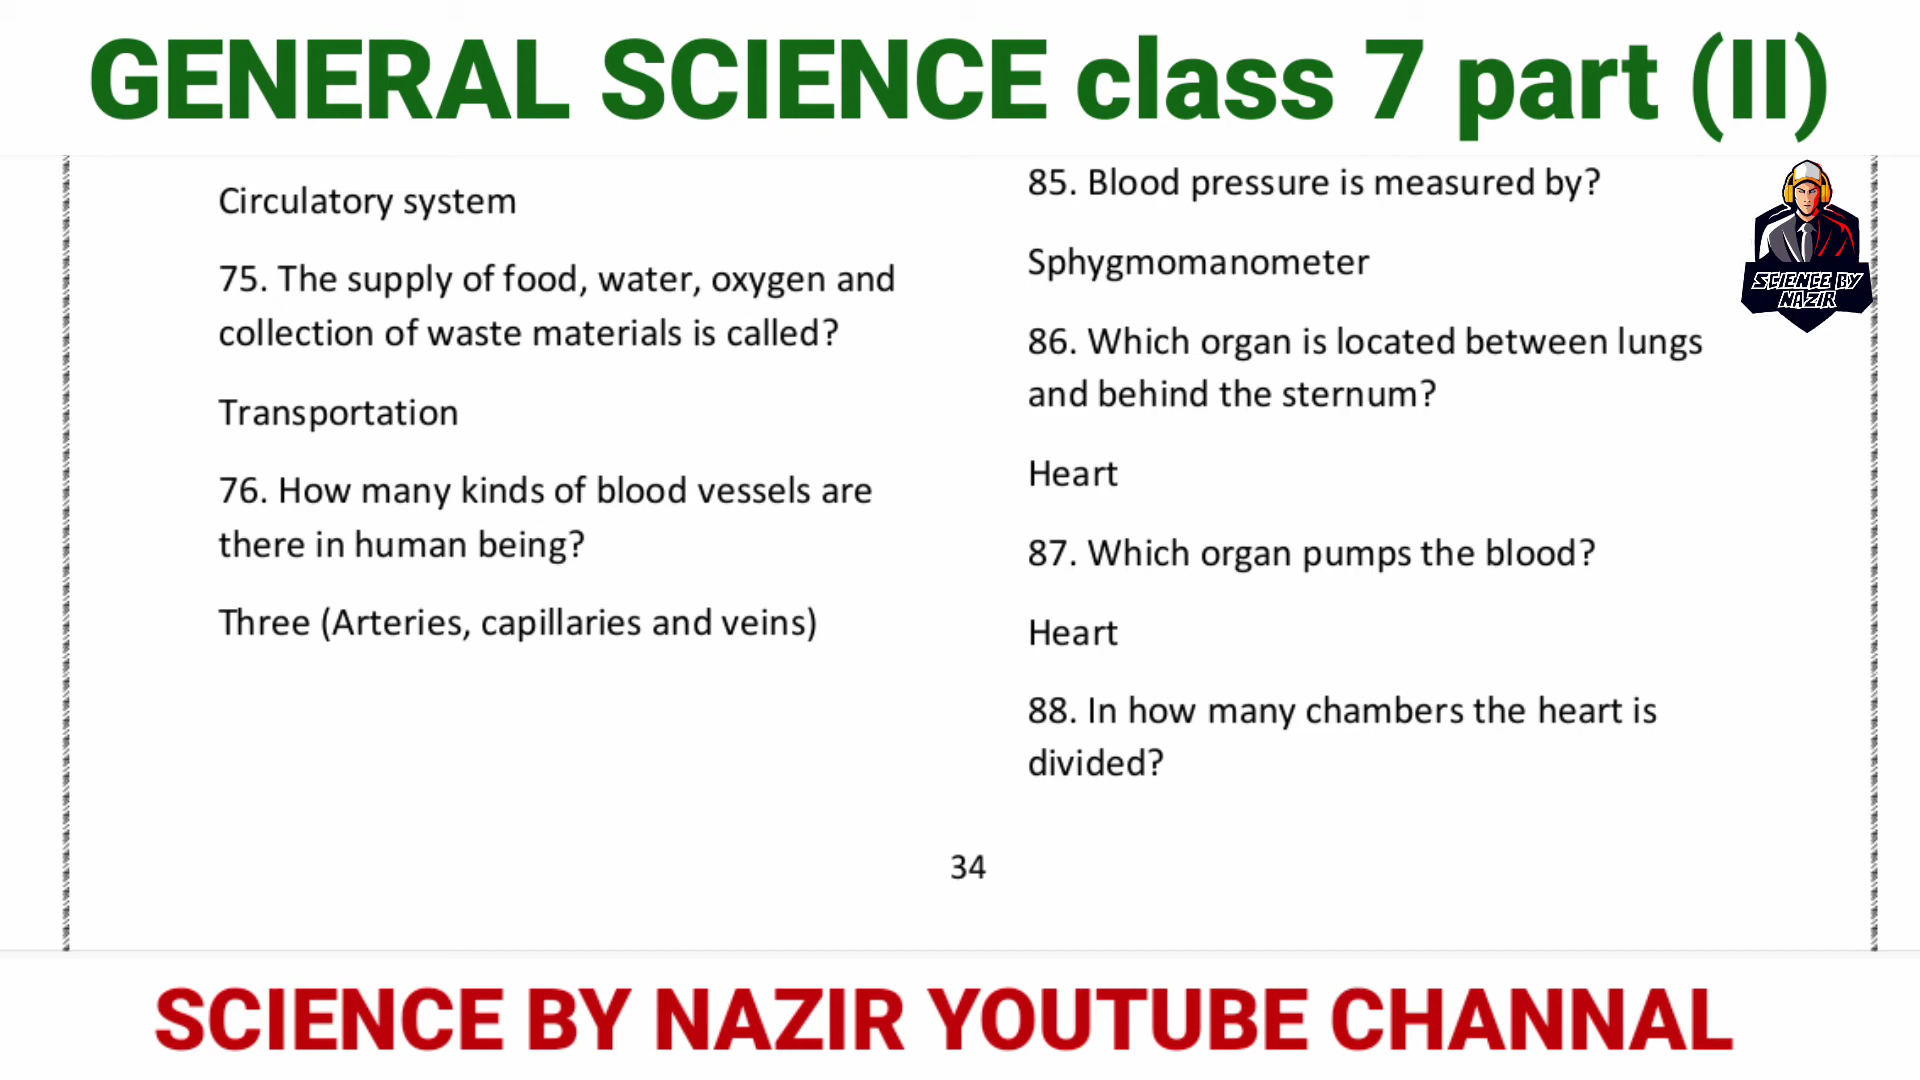 GENERAL SCIENCE class 7 part (II)
Circulatory system
75. The supply of food, water, oxygen and
collection of waste materials is called?
Transportation
76. How many kinds of blood vessels are
there in human being?
Three (Arteries, capillaries and veins)
85. Blood pressure is measured by?
Sphygmomanometer
86. Which organ is located between lungs
and behind the sternum?
Heart
87. Which organ pumps the blood?
Heart
88. In how many chambers the heart is
divided?
SCIENCE BY
NAZIR
34
SCIENCE BY NAZIR YOUTUBE CHANNAL